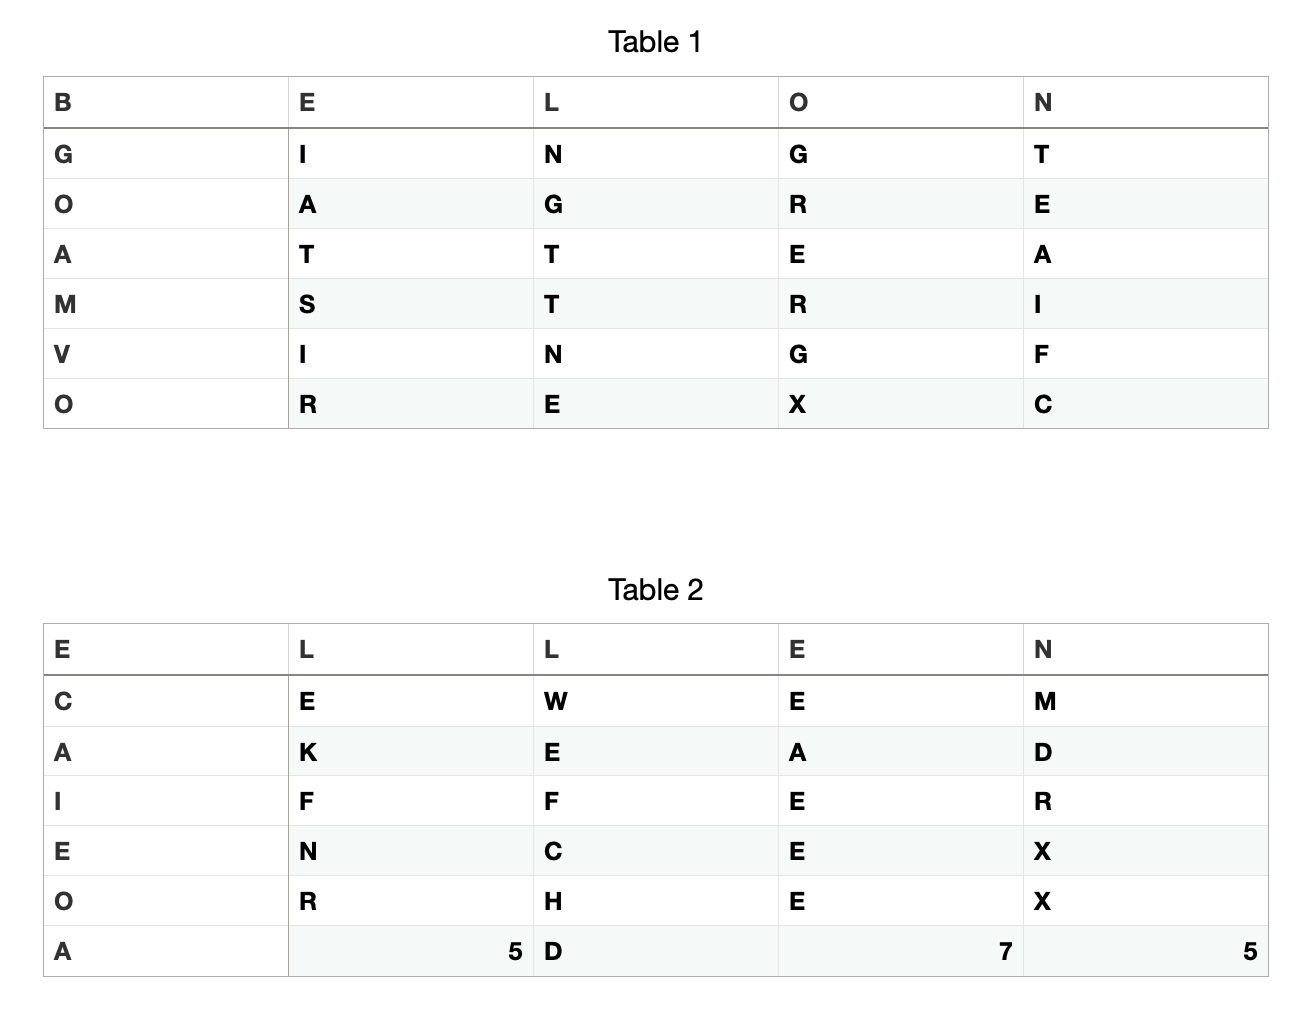 Table 1
B E L O N
G I N G T
O A G R E
A T T E A
M S T R I
V I N G F
O R E X C
Table 2
E L L E N
C E W E M
A K E A D
I F F E R
E N C E X
O R H E X
A 5 D 7 5